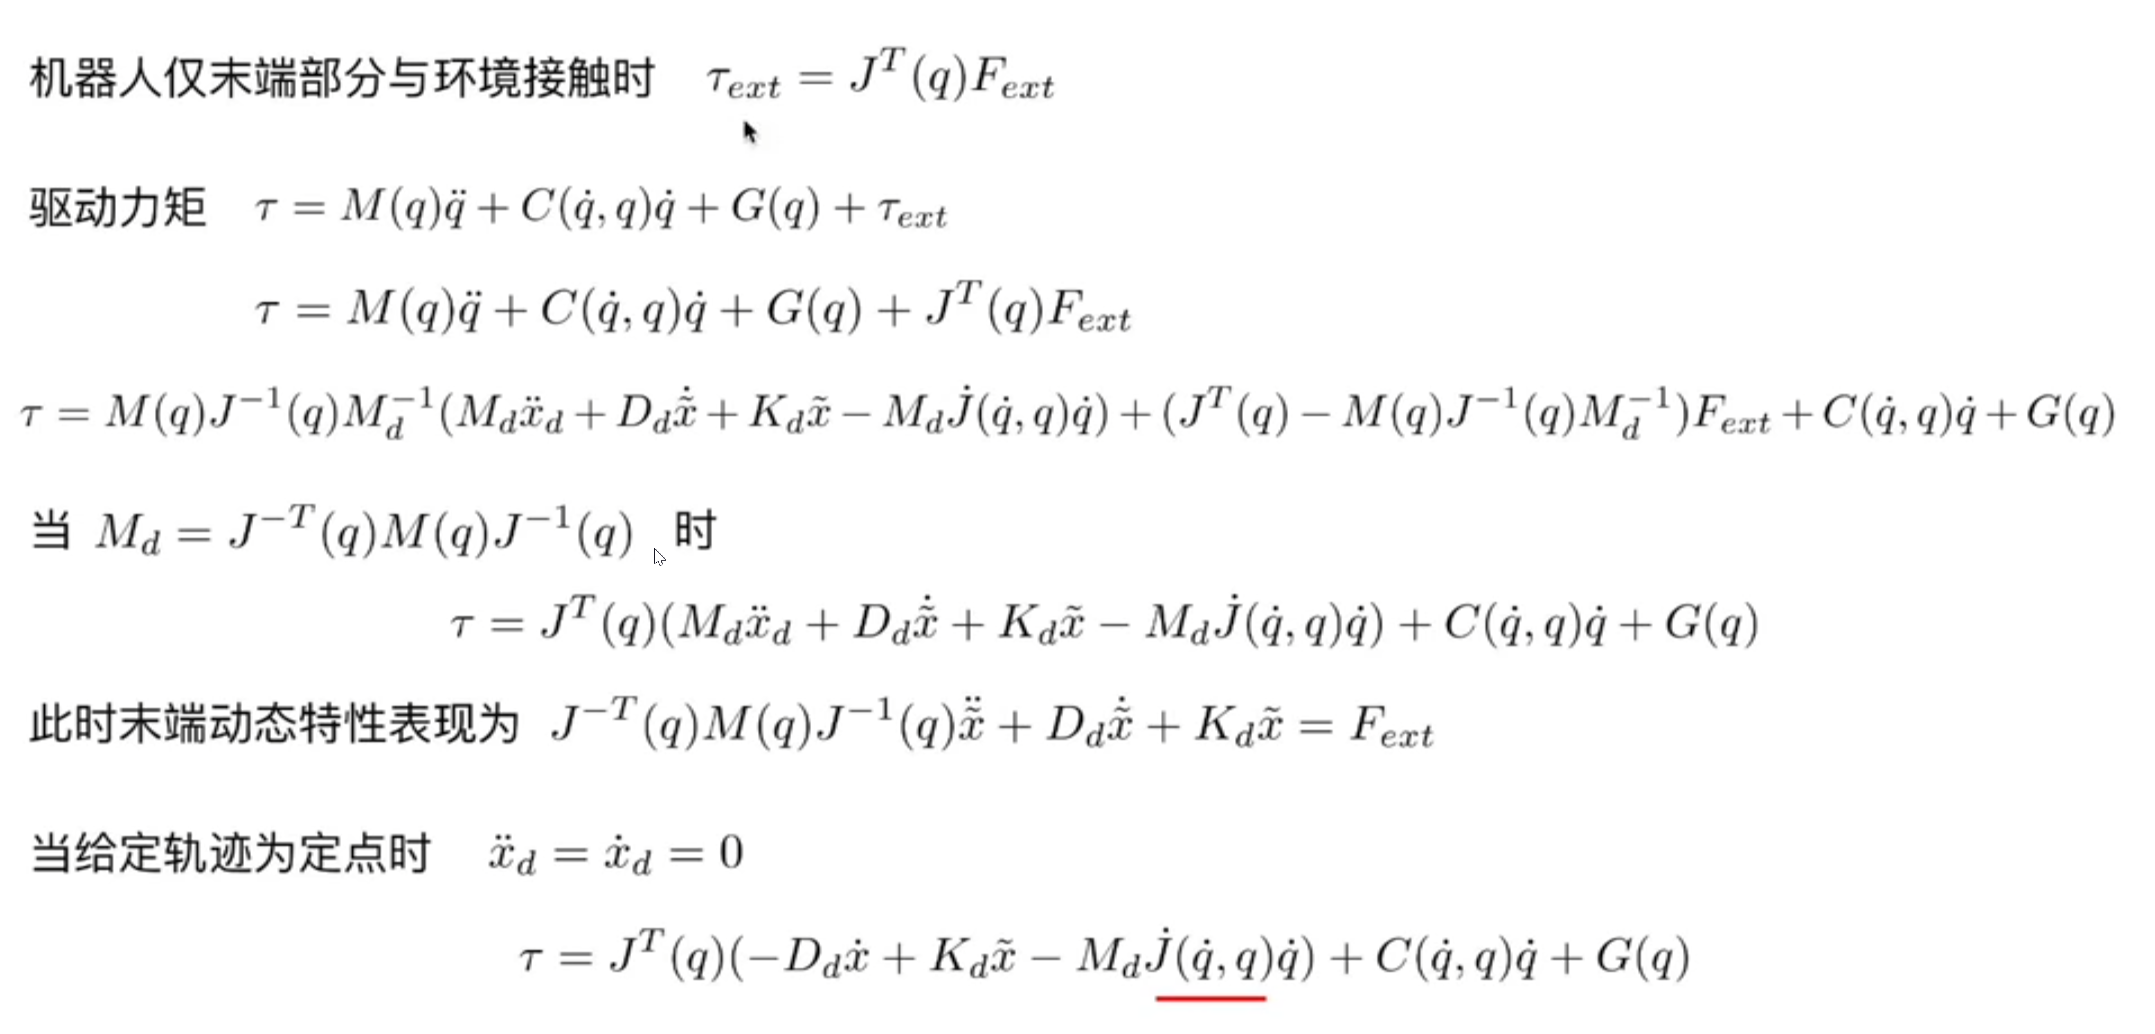 机器人仅末端部分与环境接触时 $\tau_{ext} = J^T(q)F_{ext}$
驱动力矩 $\tau = M(q)\ddot{q} + C(\dot{q}, q)\dot{q} + G(q) + \tau_{ext}$
$\tau = M(q)\ddot{q} + C(\dot{q}, q)\dot{q} + G(q) + J^T(q)F_{ext}$
$\tau = M(q)J^{-1}(q)M_d^{-1}(M_d\ddot{x}_d + D_d\dot{\tilde{x}} + K_d\tilde{x} - M_d\dot{J}(\dot{q}, q)\dot{q}) + (J^T(q) - M(q)J^{-1}(q)M_d^{-1})F_{ext} + C(\dot{q}, q)\dot{q} + G(q)$
当 $M_d = J^{-T}(q)M(q)J^{-1}(q)$ 时
$\tau = J^T(q)(M_d\ddot{x}_d + D_d\dot{\tilde{x}} + K_d\tilde{x} - M_d\dot{J}(\dot{q}, q)\dot{q}) + C(\dot{q}, q)\dot{q} + G(q)$
此时末端动态特性表现为 $J^{-T}(q)M(q)J^{-1}(q)\ddot{\tilde{x}} + D_d\dot{\tilde{x}} + K_d\tilde{x} = F_{ext}$
当给定轨迹为定点时 $\ddot{x}_d = \dot{x}_d = 0$
$\tau = J^T(q)(-D_d\dot{x} + K_d\tilde{x} - M_d\dot{J}(\dot{q}, q)\dot{q}) + C(\dot{q}, q)\dot{q} + G(q)$